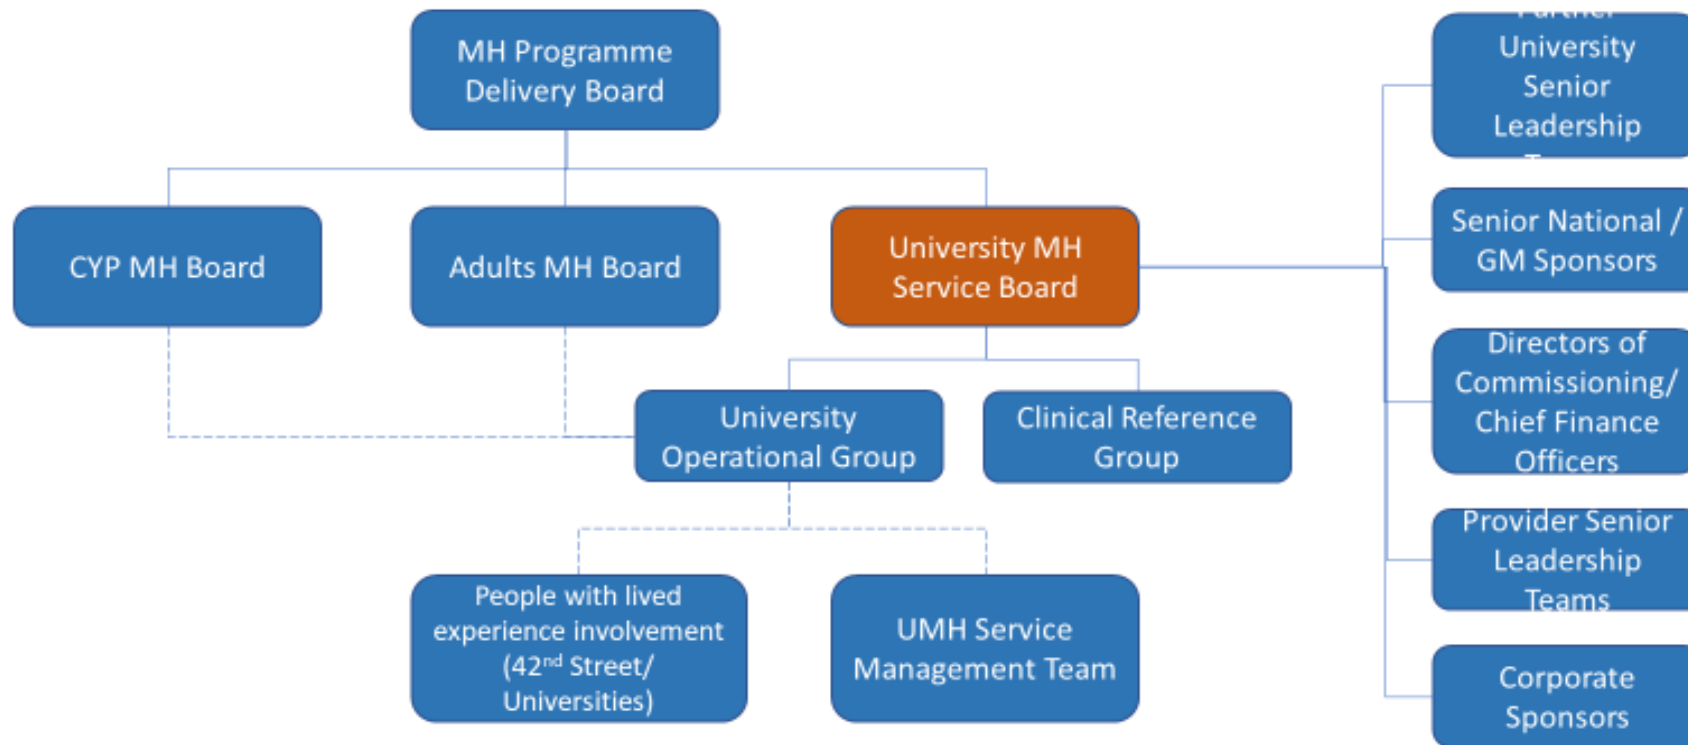 MH Programme
Delivery Board
CYP MH Board
Adults MH Board
University MH
Service Board
University
Operational Group
Clinical Reference
Group
People with lived
experience involvement
(42nd Street/
Universities)
UMH Service
Management Team
Partner
University
Senior
Leadership
Senior National /
GM Sponsors
Directors of
Commissioning/
Chief Finance
Officers
Provider Senior
Leadership
Teams
Corporate
Sponsors